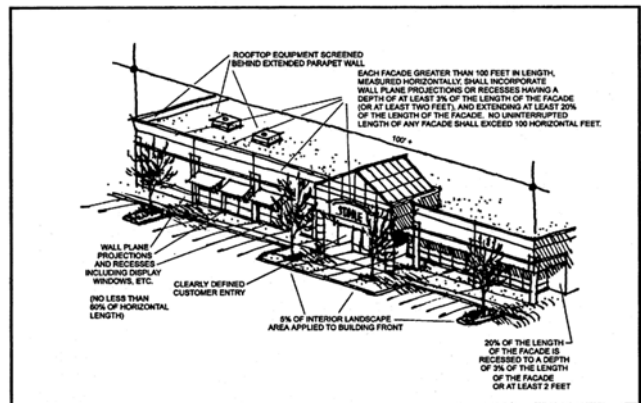 ROOFTOP EQUIPMENT SCREENED
BEHIND EXTENDED PARAPET WALL
EACH FACADE GREATER THAN 100 FEET IN LENGTH,
MEASURED HORIZONTALLY, SHALL INCORPORATE
WALL PLANE PROJECTIONS OR RECESSES HAVING A
DEPTH OF AT LEAST 3% OF THE LENGTH OF THE FACADE
(OR AT LEAST TWO FEET), AND EXTENDING AT LEAST 20%
OF THE LENGTH OF THE FACADE. NO UNINTERRUPTED
LENGTH OF ANY FACADE SHALL EXCEED 100 HORIZONTAL FEET.
100' +
WALL PLANE
PROJECTIONS
AND RECESSES
INCLUDING DISPLAY
WINDOWS, ETC.
(NO LESS THAN
60% OF HORIZONTAL
LENGTH)
CLEARLY DEFINED
CUSTOMER ENTRY
5% OF INTERIOR LANDSCAPE
AREA APPLIED TO BUILDING FRONT
20% OF THE LENGTH
OF THE FACADE IS
RECESSED TO A DEPTH
OF 3% OF THE LENGTH
OF THE FACADE
OR AT LEAST 2 FEET